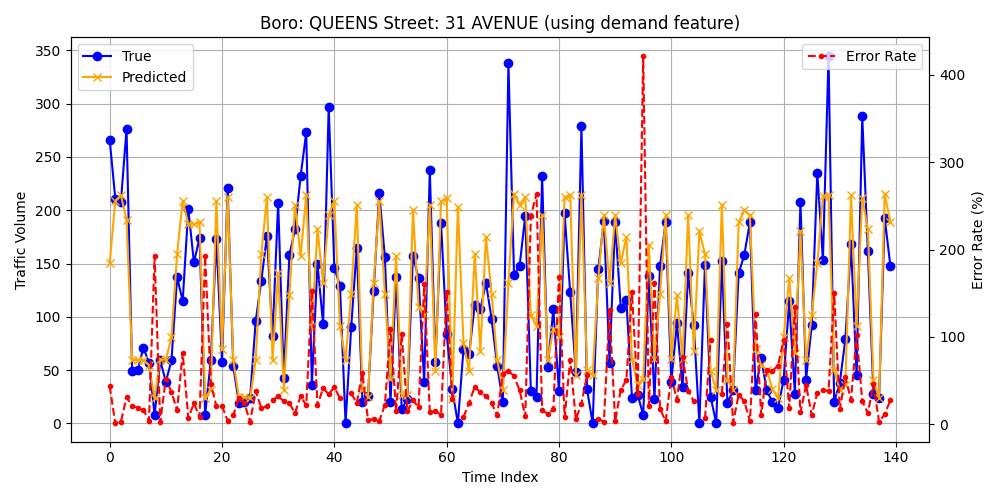 Boro: QUEENS Street: 31 AVENUE (using demand feature)
True
Predicted
Error Rate
350
300
250
200
150
100
50
0
Traffic Volume
400
300
200
100
0
Error Rate (%)
0 20 40 60 80 100 120 140
Time Index